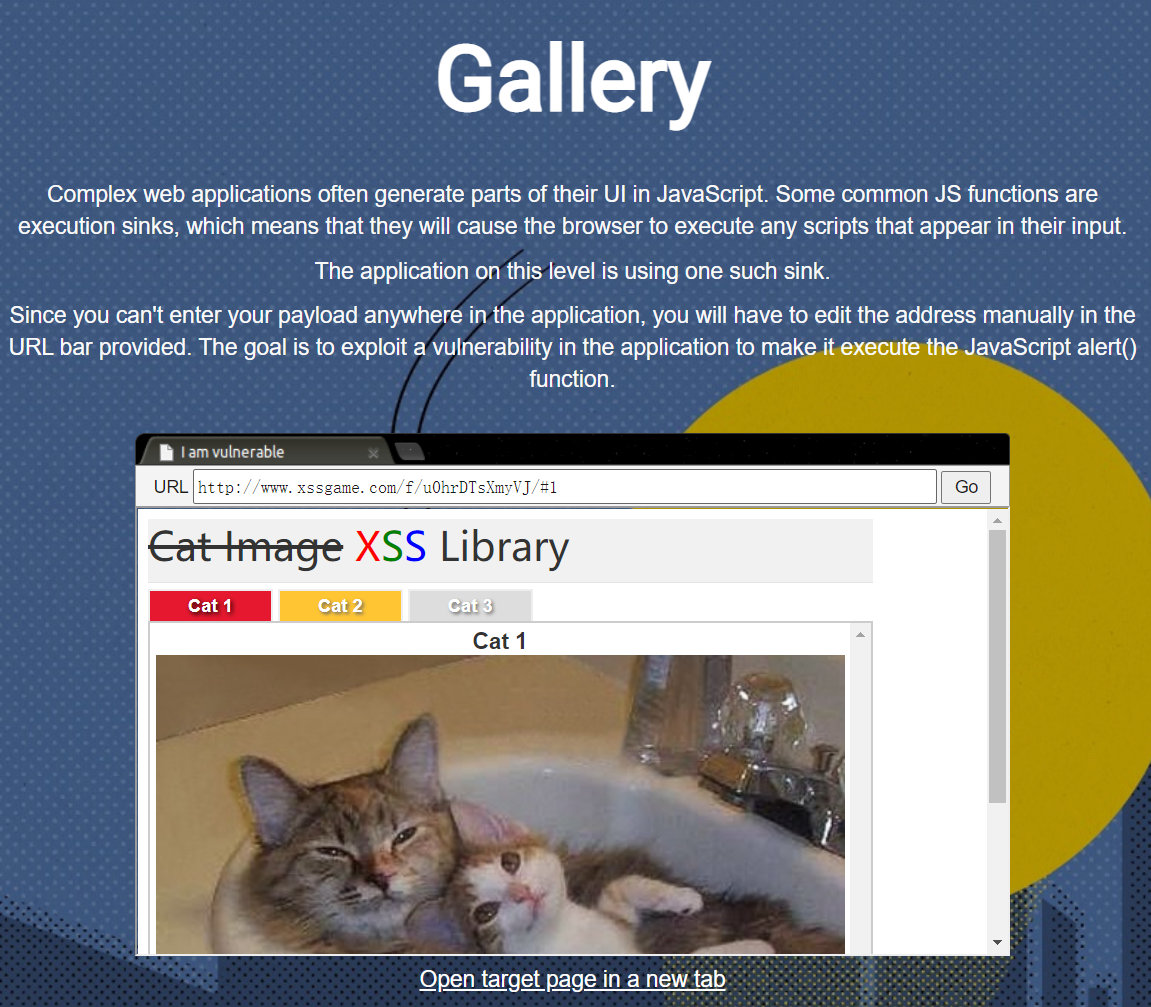 Gallery
Complex web applications often generate parts of their UI in JavaScript. Some common JS functions are
execution sinks, which means that they will cause the browser to execute any scripts that appear in their input.
The application on this level is using one such sink.
Since you can't enter your payload anywhere in the application, you will have to edit the address manually in the
URL bar provided. The goal is to exploit a vulnerability in the application to make it execute the JavaScript alert()
function.
I am vulnerable
URL http://www.xssgame.com/f/u0hrDTsXmyVJ/#1 Go
Cat Image XSS Library
Cat 1 Cat 2 Cat 3
Cat 1
Open target page in a new tab